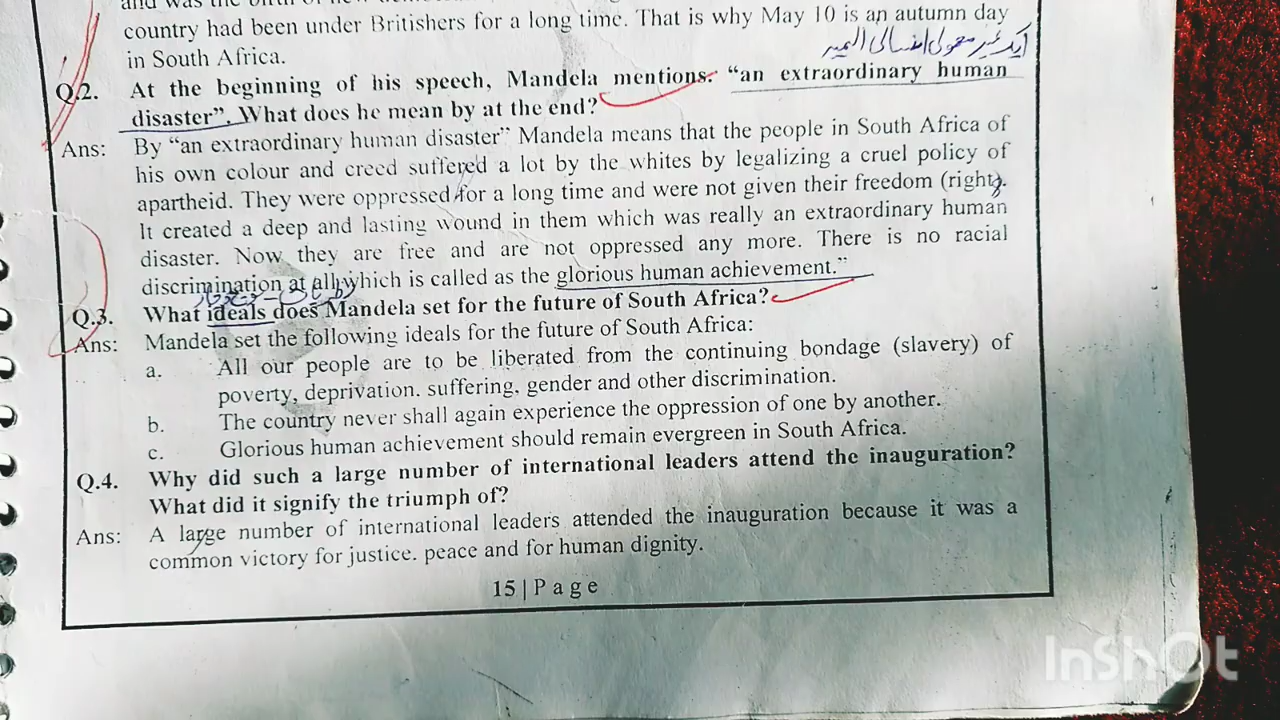 country had been under Britishers for a long time. That is why May 10 is an autumn day
in South Africa.
ایک غیر معمولی انسانی المیہ
Q.2. At the beginning of his speech, Mandela mentions. “an extraordinary human
disaster”. What does he mean by at the end?
Ans: By “an extraordinary human disaster” Mandela means that the people in South Africa of
his own colour and creed suffered a lot by the whites by legalizing a cruel policy of
apartheid. They were oppressed for a long time and were not given their freedom (right).
It created a deep and lasting wound in them which was really an extraordinary human
disaster. Now they are free and are not oppressed any more. There is no racial
discrimination at all which is called as the glorious human achievement.”
Q.3. What ideals does Mandela set for the future of South Africa?
Ans: Mandela set the following ideals for the future of South Africa:
a. All our people are to be liberated from the continuing bondage (slavery) of
poverty, deprivation. suffering, gender and other discrimination.
b. The country never shall again experience the oppression of one by another.
c. Glorious human achievement should remain evergreen in South Africa.
Q.4. Why did such a large number of international leaders attend the inauguration?
What did it signify the triumph of?
Ans: A large number of international leaders attended the inauguration because it was a
common victory for justice. peace and for human dignity.
15 | P a g e
InShOt